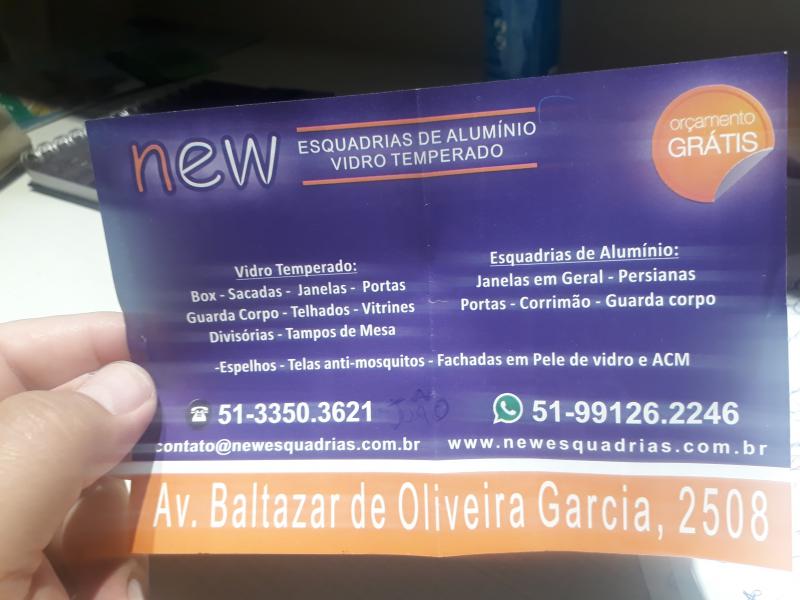 new
ESQUADRIAS DE ALUMÍNIO
VIDRO TEMPERADO
orçamento
GRÁTIS
Vidro Temperado:
Box - Sacadas - Janelas - Portas
Guarda Corpo - Telhados - Vitrines
Divisórias - Tampos de Mesa
Esquadrias de Alumínio:
Janelas em Geral - Persianas
Portas - Corrimão - Guarda corpo
-Espelhos - Telas anti-mosquitos - Fachadas em Pele de vidro e ACM
51-3350.3621
51-99126.2246
contato@newesquadrias.com.br
www.newesquadrias.com.br
Av. Baltazar de Oliveira Garcia, 2508